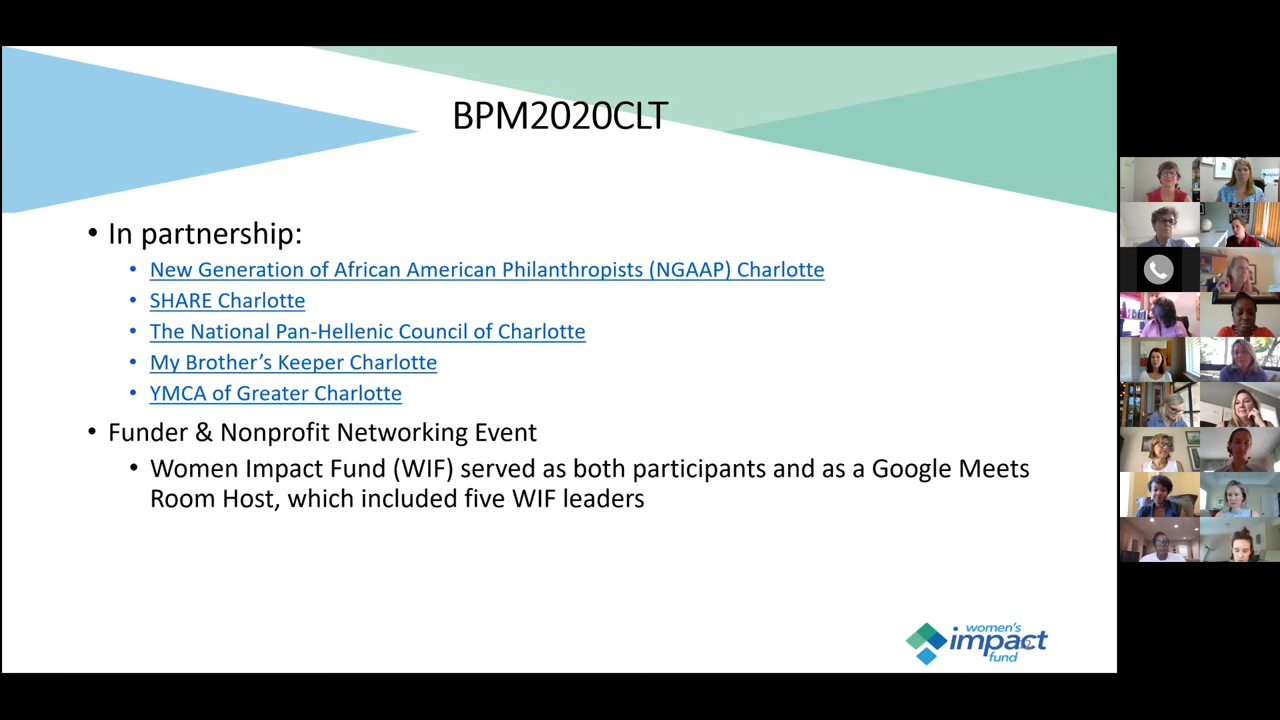 BPM2020CLT
• In partnership:
• New Generation of African American Philanthropists (NGAAP) Charlotte
• SHARE Charlotte
• The National Pan-Hellenic Council of Charlotte
• My Brother’s Keeper Charlotte
• YMCA of Greater Charlotte
• Funder & Nonprofit Networking Event
• Women Impact Fund (WIF) served as both participants and as a Google Meets
Room Host, which included five WIF leaders
women's
impact
fund
impact